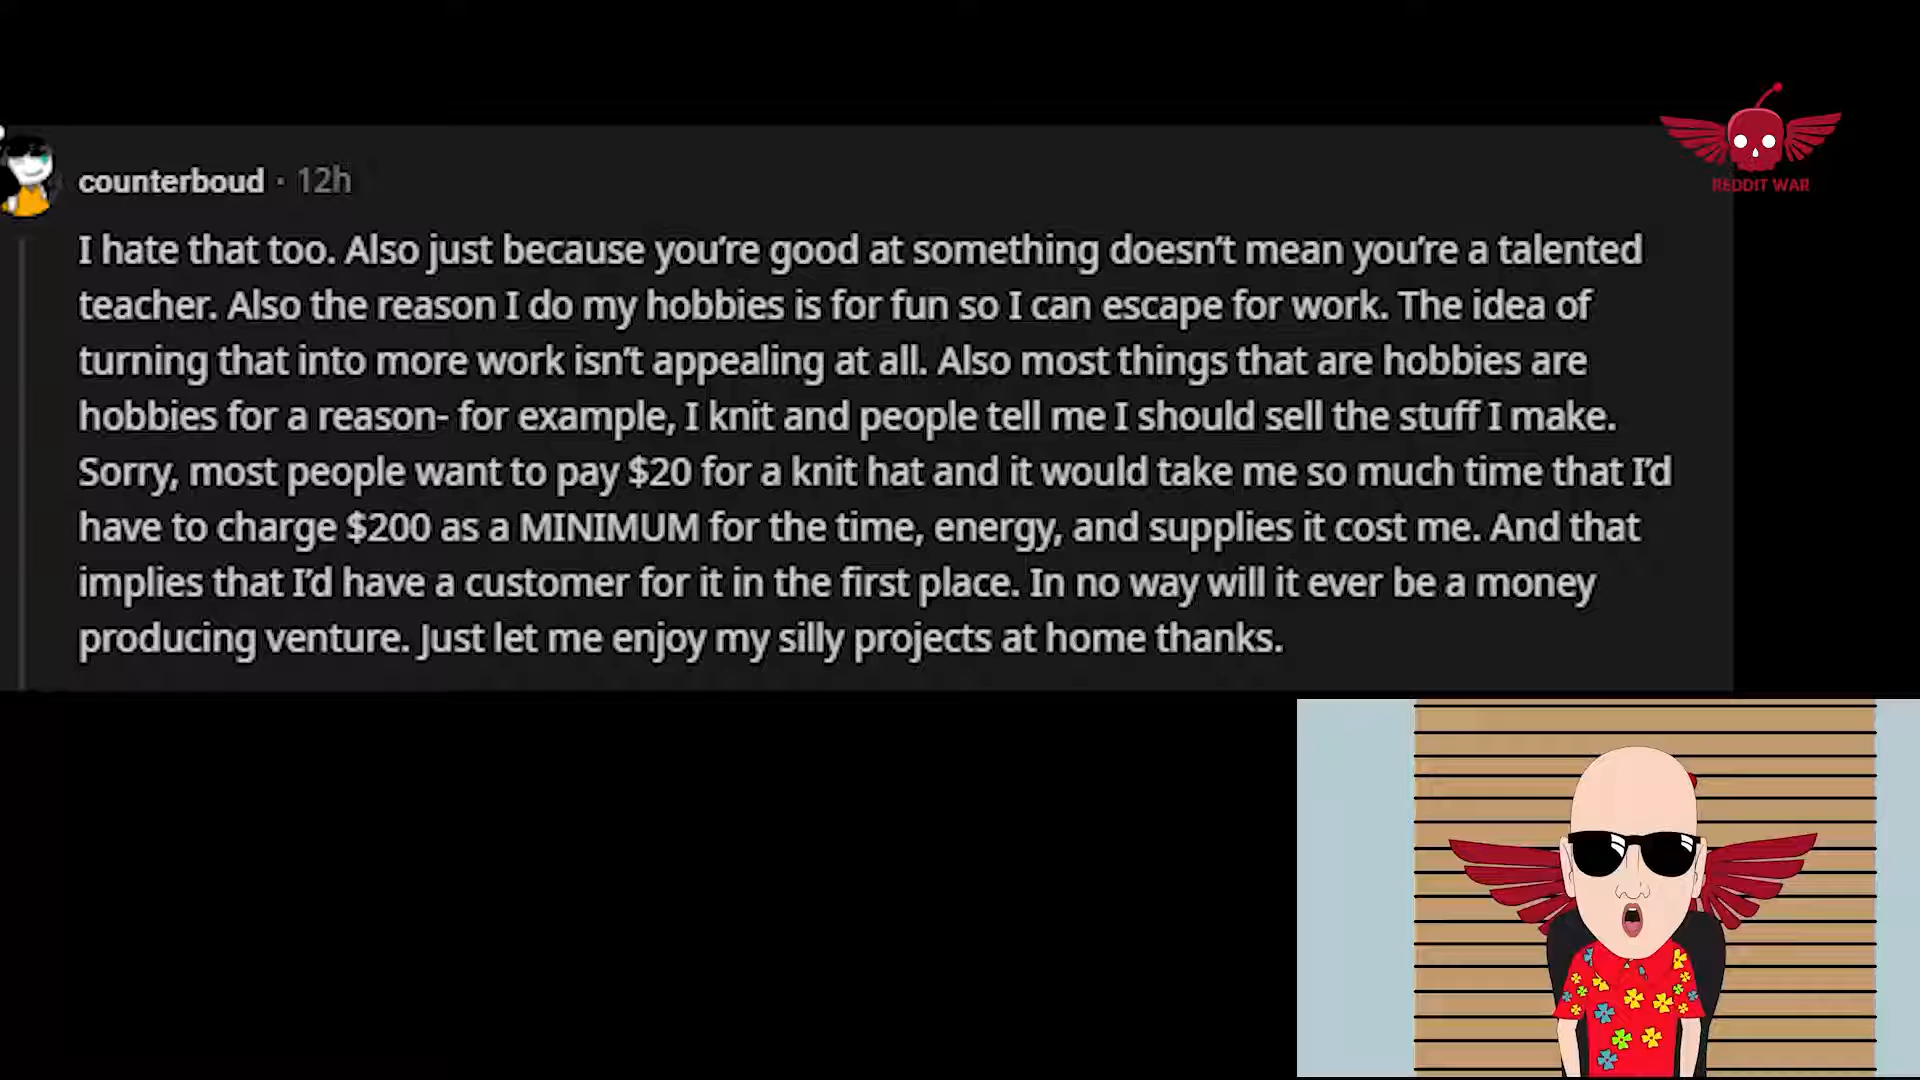 REDDIT WAR
counterboud · 12h
I hate that too. Also just because you’re good at something doesn’t mean you’re a talented
teacher. Also the reason I do my hobbies is for fun so I can escape for work. The idea of
turning that into more work isn’t appealing at all. Also most things that are hobbies are
hobbies for a reason- for example, I knit and people tell me I should sell the stuff I make.
Sorry, most people want to pay $20 for a knit hat and it would take me so much time that I’d
have to charge $200 as a MINIMUM for the time, energy, and supplies it cost me. And that
implies that I’d have a customer for it in the first place. In no way will it ever be a money
producing venture. Just let me enjoy my silly projects at home thanks.